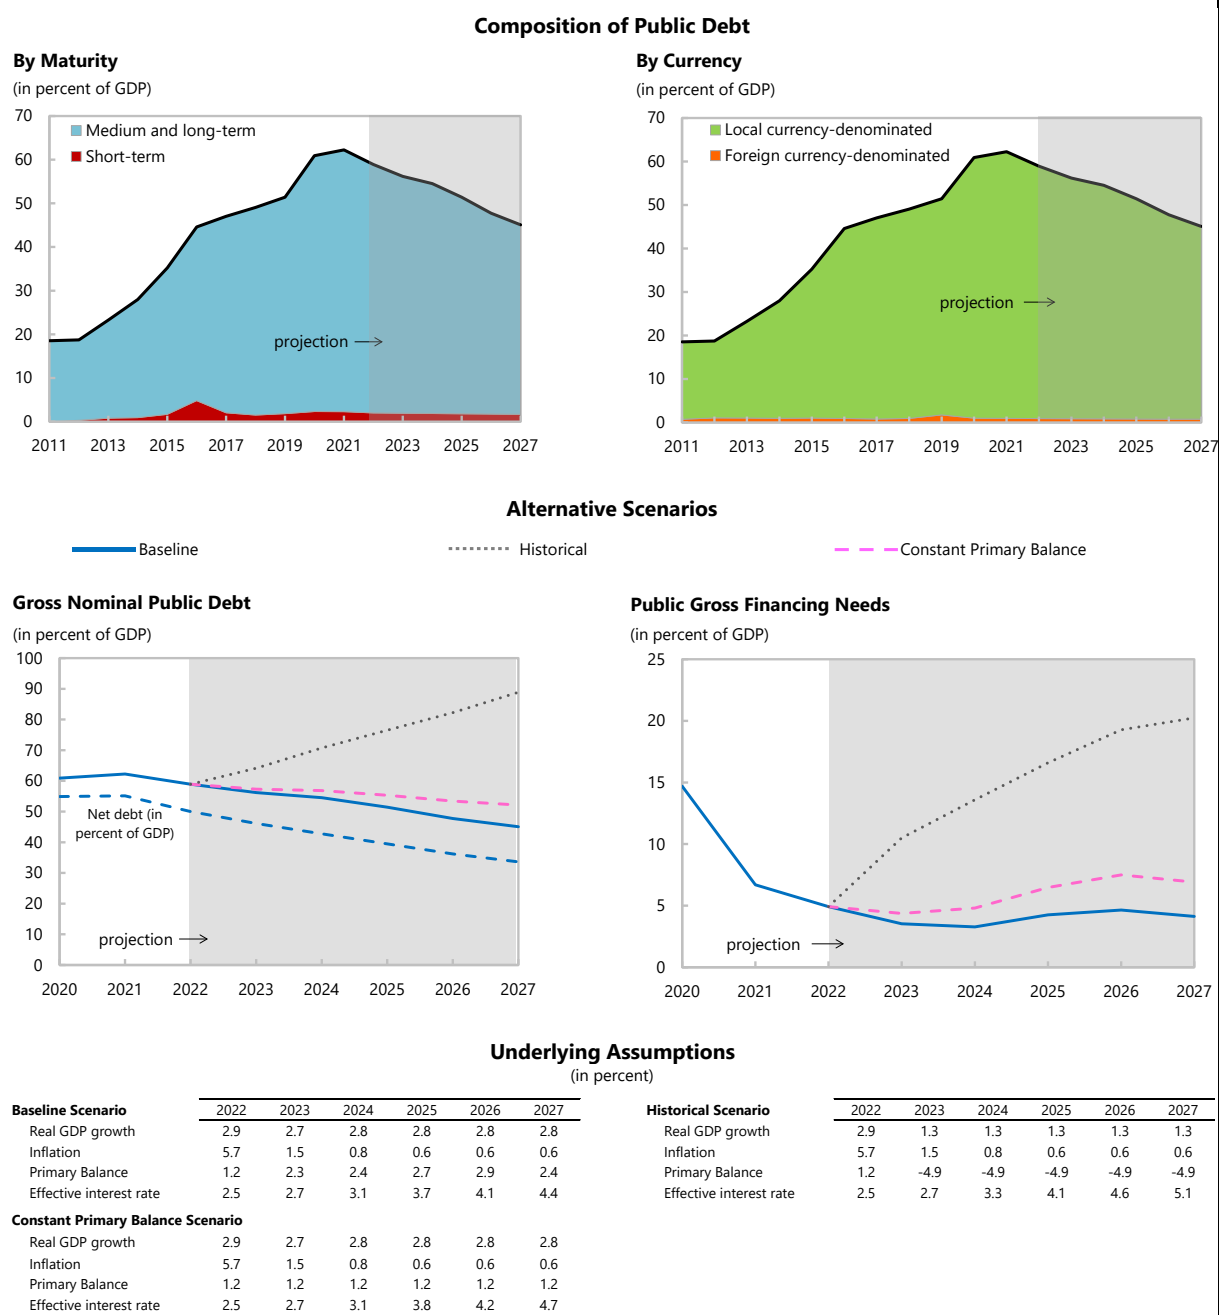 Composition of Public Debt
By Maturity
(in percent of GDP)
70
60
50
40
30
20
10
0
Medium and long-term
Short-term
projection
2011 2013 2015 2017 2019 2021 2023 2025 2027
By Currency
(in percent of GDP)
70
60
50
40
30
20
10
0
Local currency-denominated
Foreign currency-denominated
projection
2011 2013 2015 2017 2019 2021 2023 2025 2027
Alternative Scenarios
Baseline Historical Constant Primary Balance
Gross Nominal Public Debt
(in percent of GDP)
100
90
80
70
60
50
40
30
20
10
0
Net debt (in
percent of GDP)
projection
2020 2021 2022 2023 2024 2025 2026 2027
Public Gross Financing Needs
(in percent of GDP)
25
20
15
10
5
0
projection
2020 2021 2022 2023 2024 2025 2026 2027
Underlying Assumptions
(in percent)
Baseline Scenario 2022 2023 2024 2025 2026 2027
Real GDP growth 2.9 2.7 2.8 2.8 2.8 2.8
Inflation 5.7 1.5 0.8 0.6 0.6 0.6
Primary Balance 1.2 2.3 2.4 2.7 2.9 2.4
Effective interest rate 2.5 2.7 3.1 3.7 4.1 4.4
Constant Primary Balance Scenario
Real GDP growth 2.9 2.7 2.8 2.8 2.8 2.8
Inflation 5.7 1.5 0.8 0.6 0.6 0.6
Primary Balance 1.2 1.2 1.2 1.2 1.2 1.2
Effective interest rate 2.5 2.7 3.1 3.8 4.2 4.7
Historical Scenario 2022 2023 2024 2025 2026 2027
Real GDP growth 2.9 1.3 1.3 1.3 1.3 1.3
Inflation 5.7 1.5 0.8 0.6 0.6 0.6
Primary Balance 1.2 -4.9 -4.9 -4.9 -4.9 -4.9
Effective interest rate 2.5 2.7 3.3 4.1 4.6 5.1